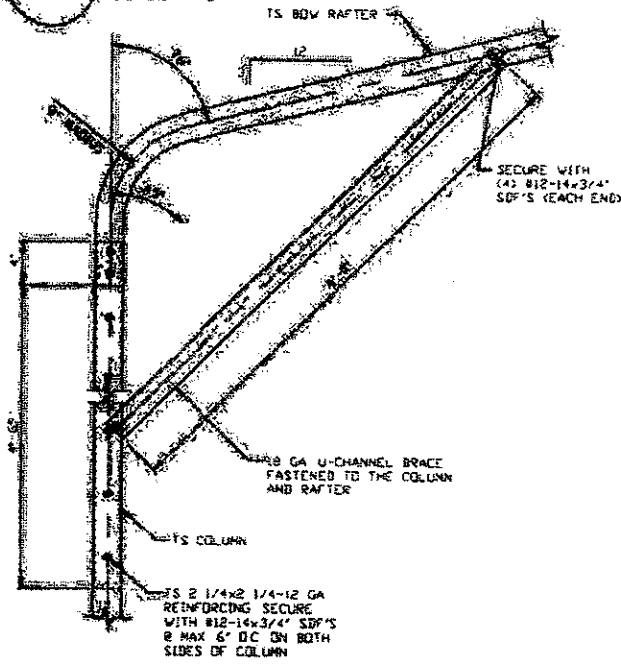 TS BOW RAFTER
12
SECURE WITH
(4) #12-14x3/4"
SDF'S (EACH END)
GA U-CHANNEL BRACE
FASTENED TO THE COLUMN
AND RAFTER
TS COLUMN
TS 2 1/4x2 1/4-12 GA
REINFORCING SECURE
WITH #12-14x3/4" SDF'S
@ MAX 6" OC ON BOTH
SIDES OF COLUMN